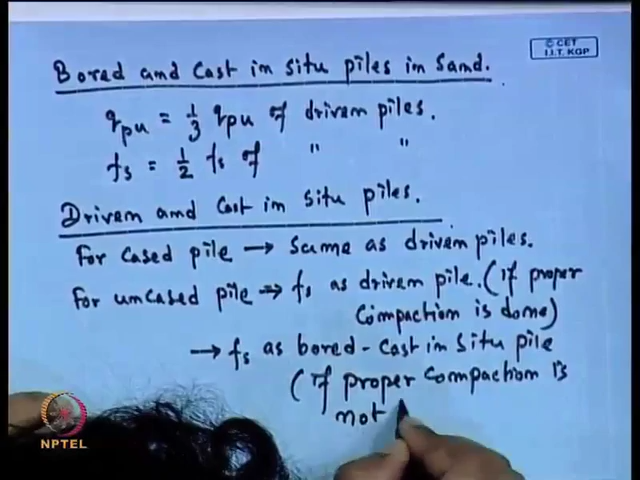 © CET
I.I.T. KGP
Bored and Cast in situ piles in Sand.
qpu = 1/3 qpu of driven piles.
fs = 1/2 fs of " "
Driven and Cast in situ piles.
For cased pile → same as driven piles.
For uncased pile → fs as driven pile. (if proper
Compaction is done)
→ fs as bored-cast in situ pile
(if proper compaction is
not
NPTEL